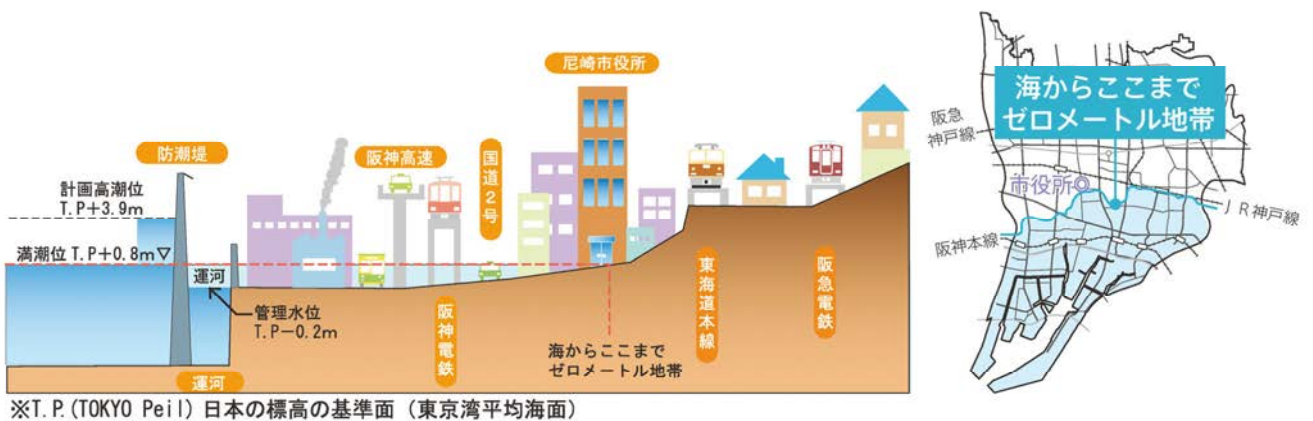 尼崎市役所
防潮堤
阪神高速
国道2号
計画高潮位
T.P+3.9m
満潮位 T.P+0.8m▽
運河
管理水位
T.P−0.2m
阪神電鉄
東海道本線
阪急電鉄
海からここまで
ゼロメートル地帯
運河
※T.P.(TOKYO Peil) 日本の標高の基準面（東京湾平均海面）
海からここまで
ゼロメートル地帯
阪急
神戸線
市役所◎
JR神戸線
阪神本線